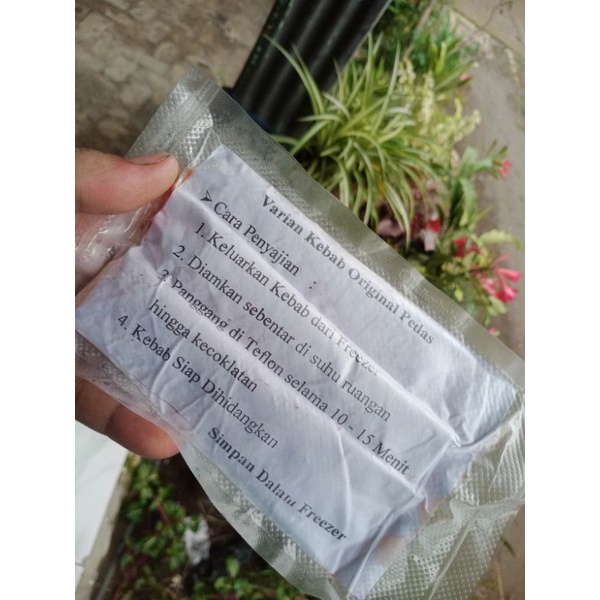 Varian Kebab Original Pedas
➤ Cara Penyajian :
1. Keluarkan Kebab dari Freezer
2. Diamkan sebentar di suhu ruangan
3. Panggang di Teflon selama 10 - 15 Menit
hingga kecoklatan
4. Kebab Siap Dihidangkan
Simpan Dalam Freezer